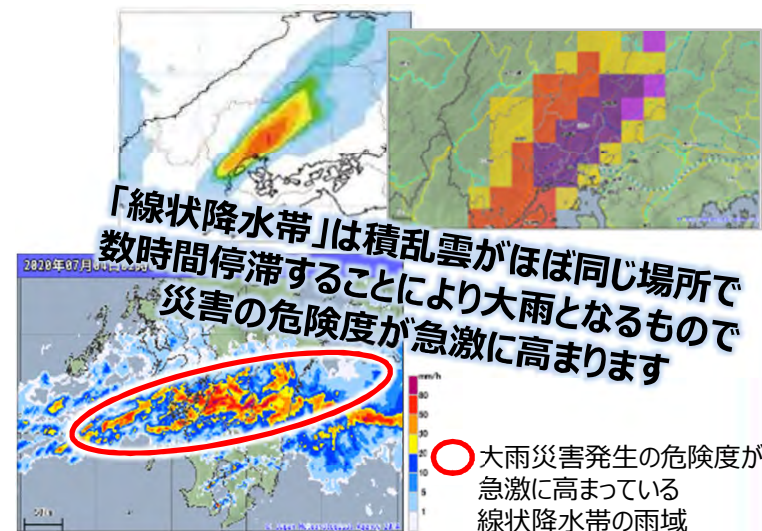 「線状降水帯」は積乱雲がほぼ同じ場所で
数時間停滞することにより大雨となるもので
災害の危険度が急激に高まります
2020年07月04日
mm/h
80
50
30
20
10
5
1
50km
大雨災害発生の危険度が
急激に高まっている
線状降水帯の雨域